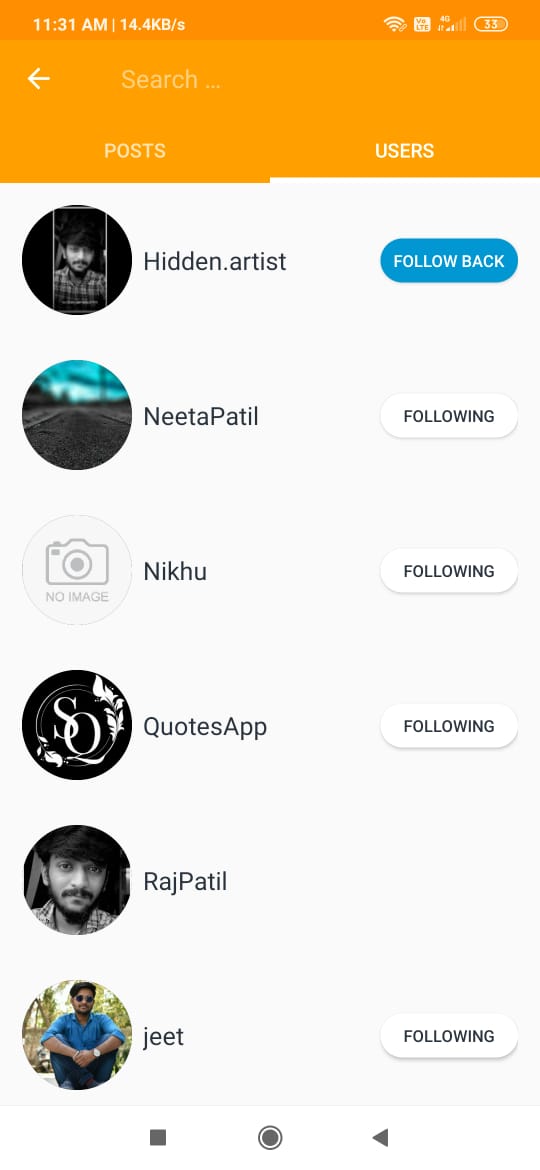 11:31 AM | 14.4KB/s
Vo LTE
4G
33
Search ...
POSTS
USERS
Hidden.artist
FOLLOW BACK
NeetaPatil
FOLLOWING
NO IMAGE
Nikhu
FOLLOWING
SQ
QuotesApp
FOLLOWING
RajPatil
jeet
FOLLOWING